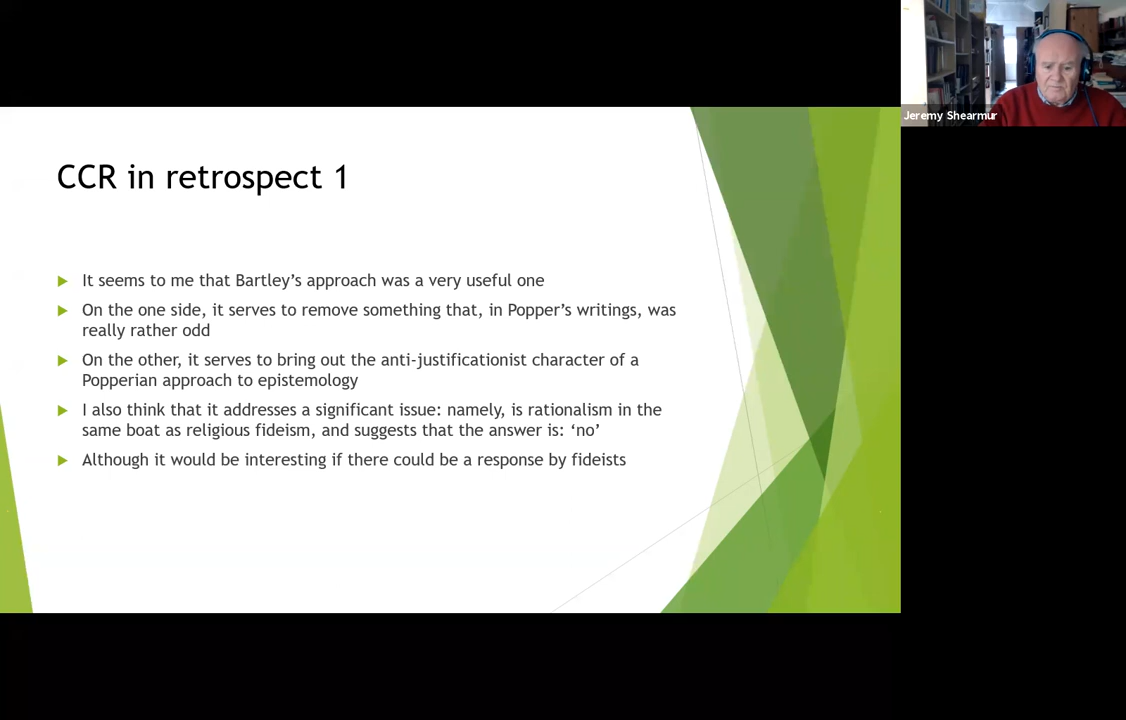 Jeremy Shearmur
CCR in retrospect 1
It seems to me that Bartley's approach was a very useful one
On the one side, it serves to remove something that, in Popper's writings, was
really rather odd
On the other, it serves to bring out the anti-justificationist character of a
Popperian approach to epistemology
I also think that it addresses a significant issue: namely, is rationalism in the
same boat as religious fideism, and suggests that the answer is: 'no'
Although it would be interesting if there could be a response by fideists